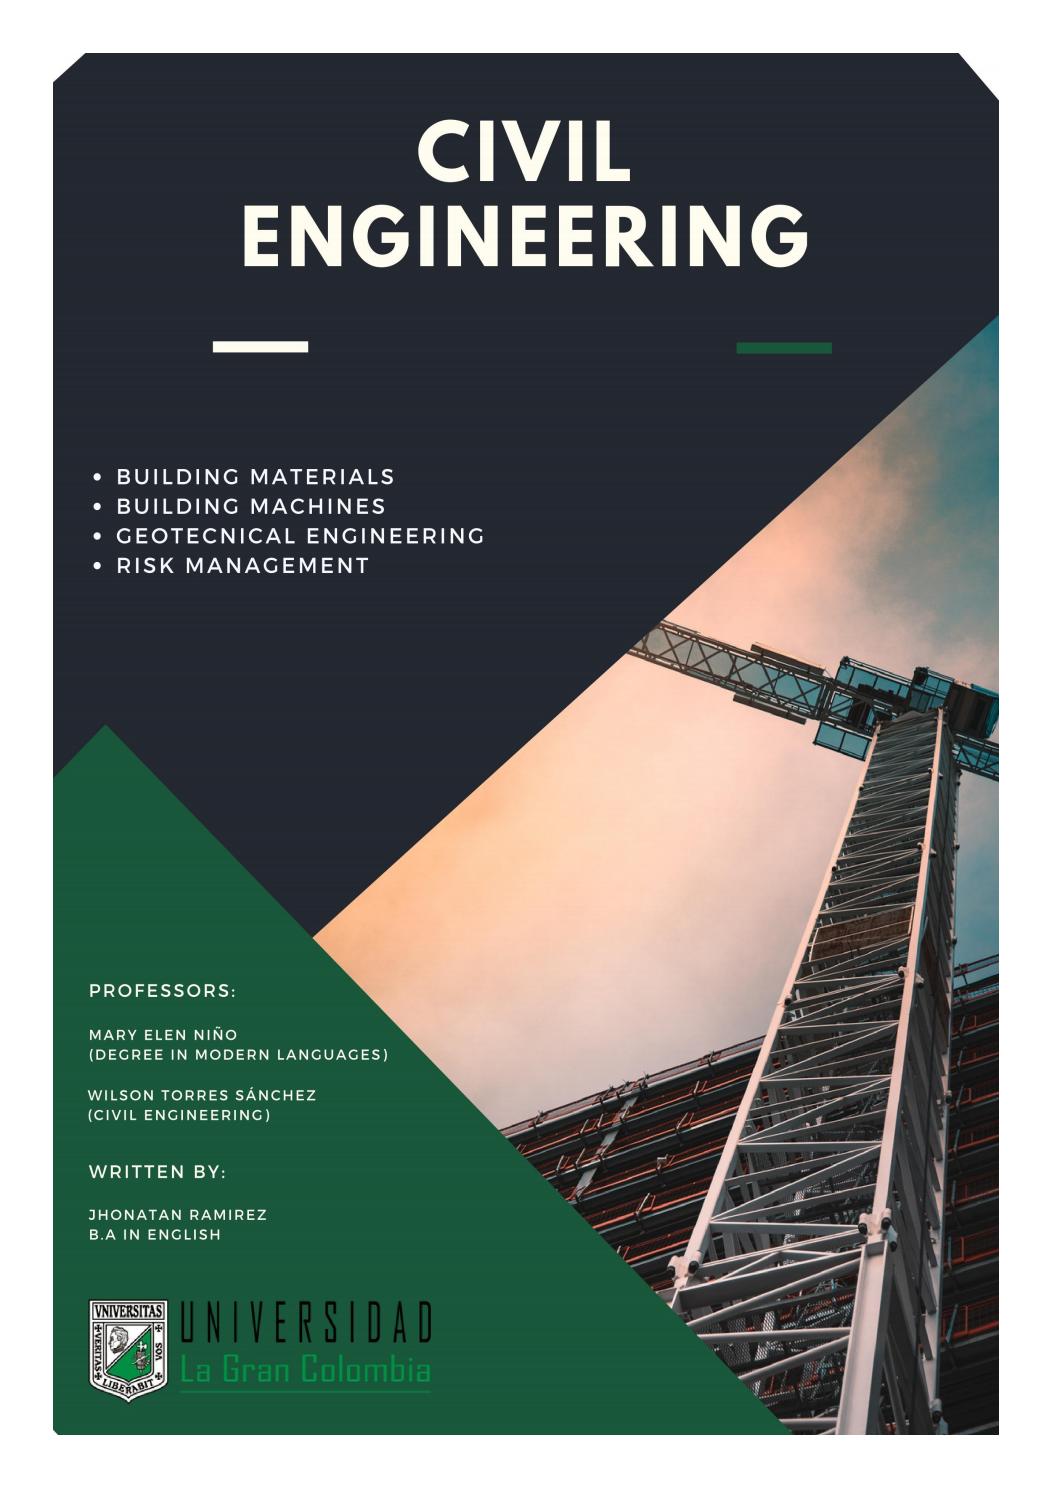 CIVIL
ENGINEERING
• BUILDING MATERIALS
• BUILDING MACHINES
• GEOTECNICAL ENGINEERING
• RISK MANAGEMENT
PROFESSORS:
MARY ELEN NIÑO
(DEGREE IN MODERN LANGUAGES)
WILSON TORRES SÁNCHEZ
(CIVIL ENGINEERING)
WRITTEN BY:
JHONATAN RAMIREZ
B.A IN ENGLISH
VNIVERSITAS
VERITAS
VOS
LIBERABIT
UNIVERSIDAD
La Gran Colombia